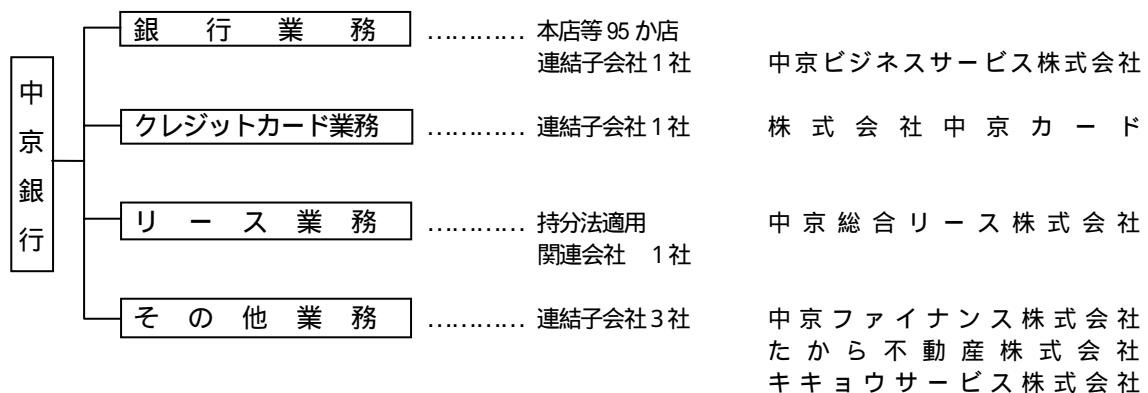 中京銀行
銀行業務 ………… 本店等95か店
連結子会社1社 中京ビジネスサービス株式会社
クレジットカード業務 ………… 連結子会社1社 株式会社中京カード
リース業務 ………… 持分法適用 中京総合リース株式会社
関連会社 1社
その他業務 ………… 連結子会社3社 中京ファイナンス株式会社
たから不動産株式会社
キキョウサービス株式会社